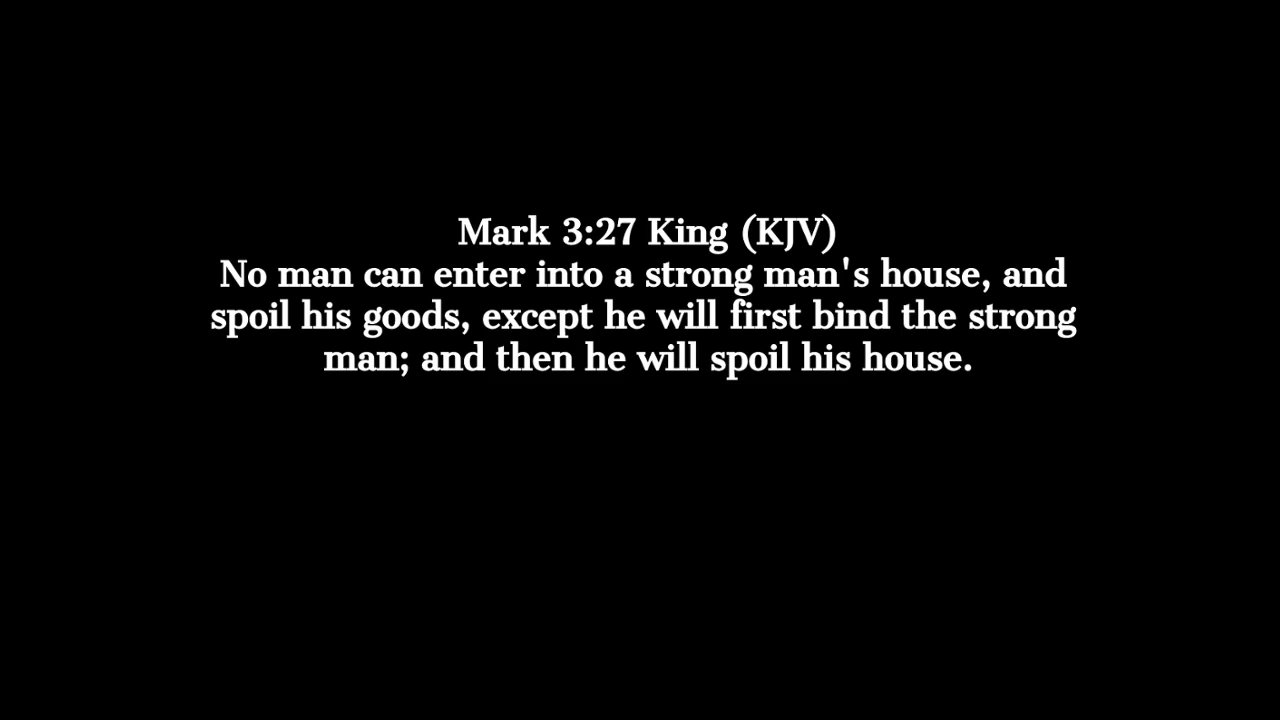 Mark 3:27 King (KJV)
No man can enter into a strong man's house, and
spoil his goods, except he will first bind the strong
man; and then he will spoil his house.